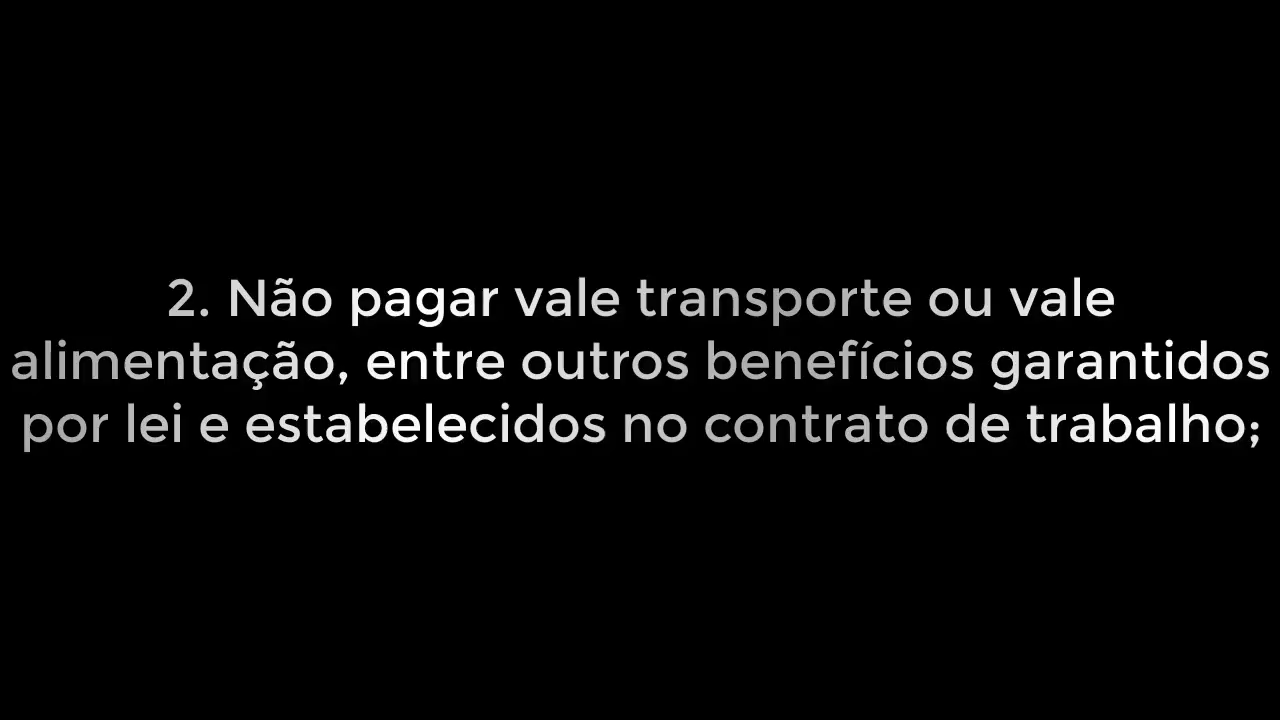 2. Não pagar vale transporte ou vale
alimentação, entre outros benefícios garantidos
por lei e estabelecidos no contrato de trabalho;